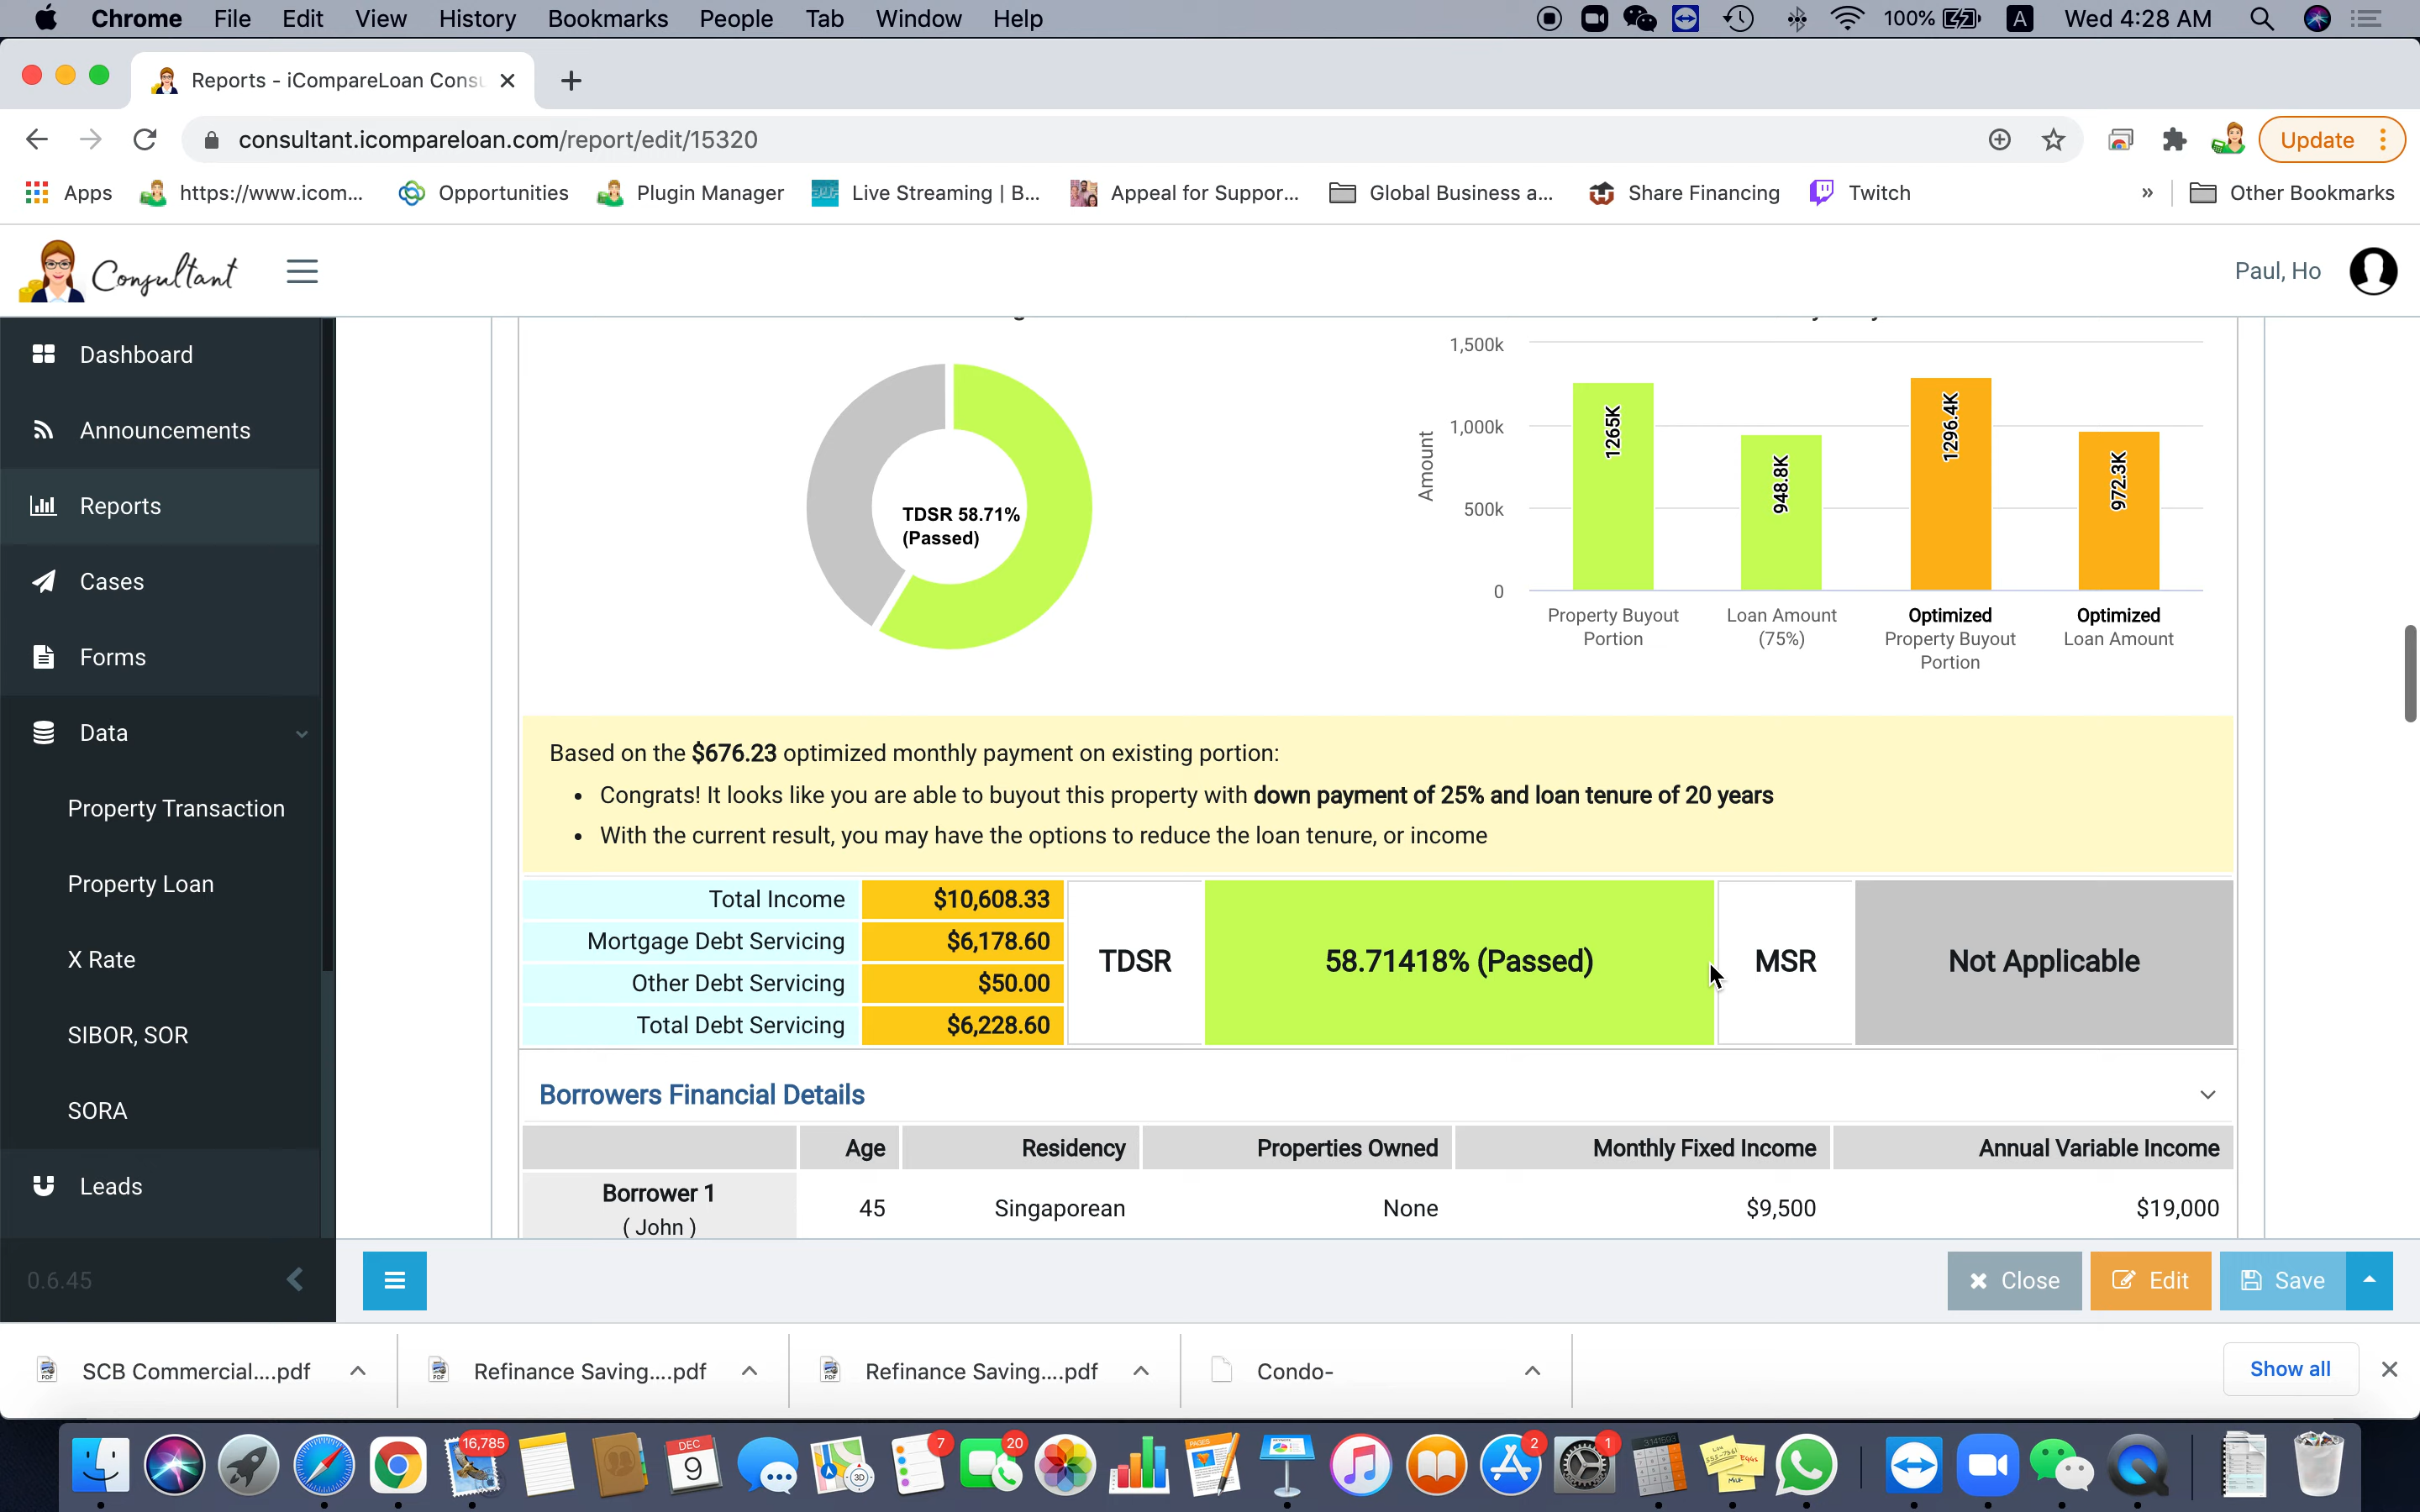 Chrome File Edit View History Bookmarks People Tab Window Help 100% A Wed 4:28 AM
Reports - iCompareLoan Consu
consultant.icompareloan.com/report/edit/15320
Update
Apps https://www.icom... Opportunities Plugin Manager Live Streaming | B... Appeal for Suppor... Global Business a... Share Financing Twitch » Other Bookmarks
Consultant
Paul, Ho
Dashboard
Announcements
Reports
Cases
Forms
Data
Property Transaction
Property Loan
X Rate
SIBOR, SOR
SORA
Leads
0.6.45
TDSR 58.71%
(Passed)
Amount
1,500k
1,000k
500k
0
1265K
948.8K
1296.4K
972.3K
Property Buyout
Portion
Loan Amount
(75%)
Optimized
Property Buyout
Portion
Optimized
Loan Amount
Based on the $676.23 optimized monthly payment on existing portion:
• Congrats! It looks like you are able to buyout this property with down payment of 25% and loan tenure of 20 years
• With the current result, you may have the options to reduce the loan tenure, or income
Total Income $10,608.33
Mortgage Debt Servicing $6,178.60
Other Debt Servicing $50.00
Total Debt Servicing $6,228.60
TDSR 58.71418% (Passed) MSR Not Applicable
Borrowers Financial Details
Age Residency Properties Owned Monthly Fixed Income Annual Variable Income
Borrower 1
( John )
45 Singaporean None $9,500 $19,000
Close Edit Save
SCB Commercial....pdf Refinance Saving....pdf Refinance Saving....pdf Condo- Show all
16,785 DEC 9 3D 7 20 PAGES 2 1